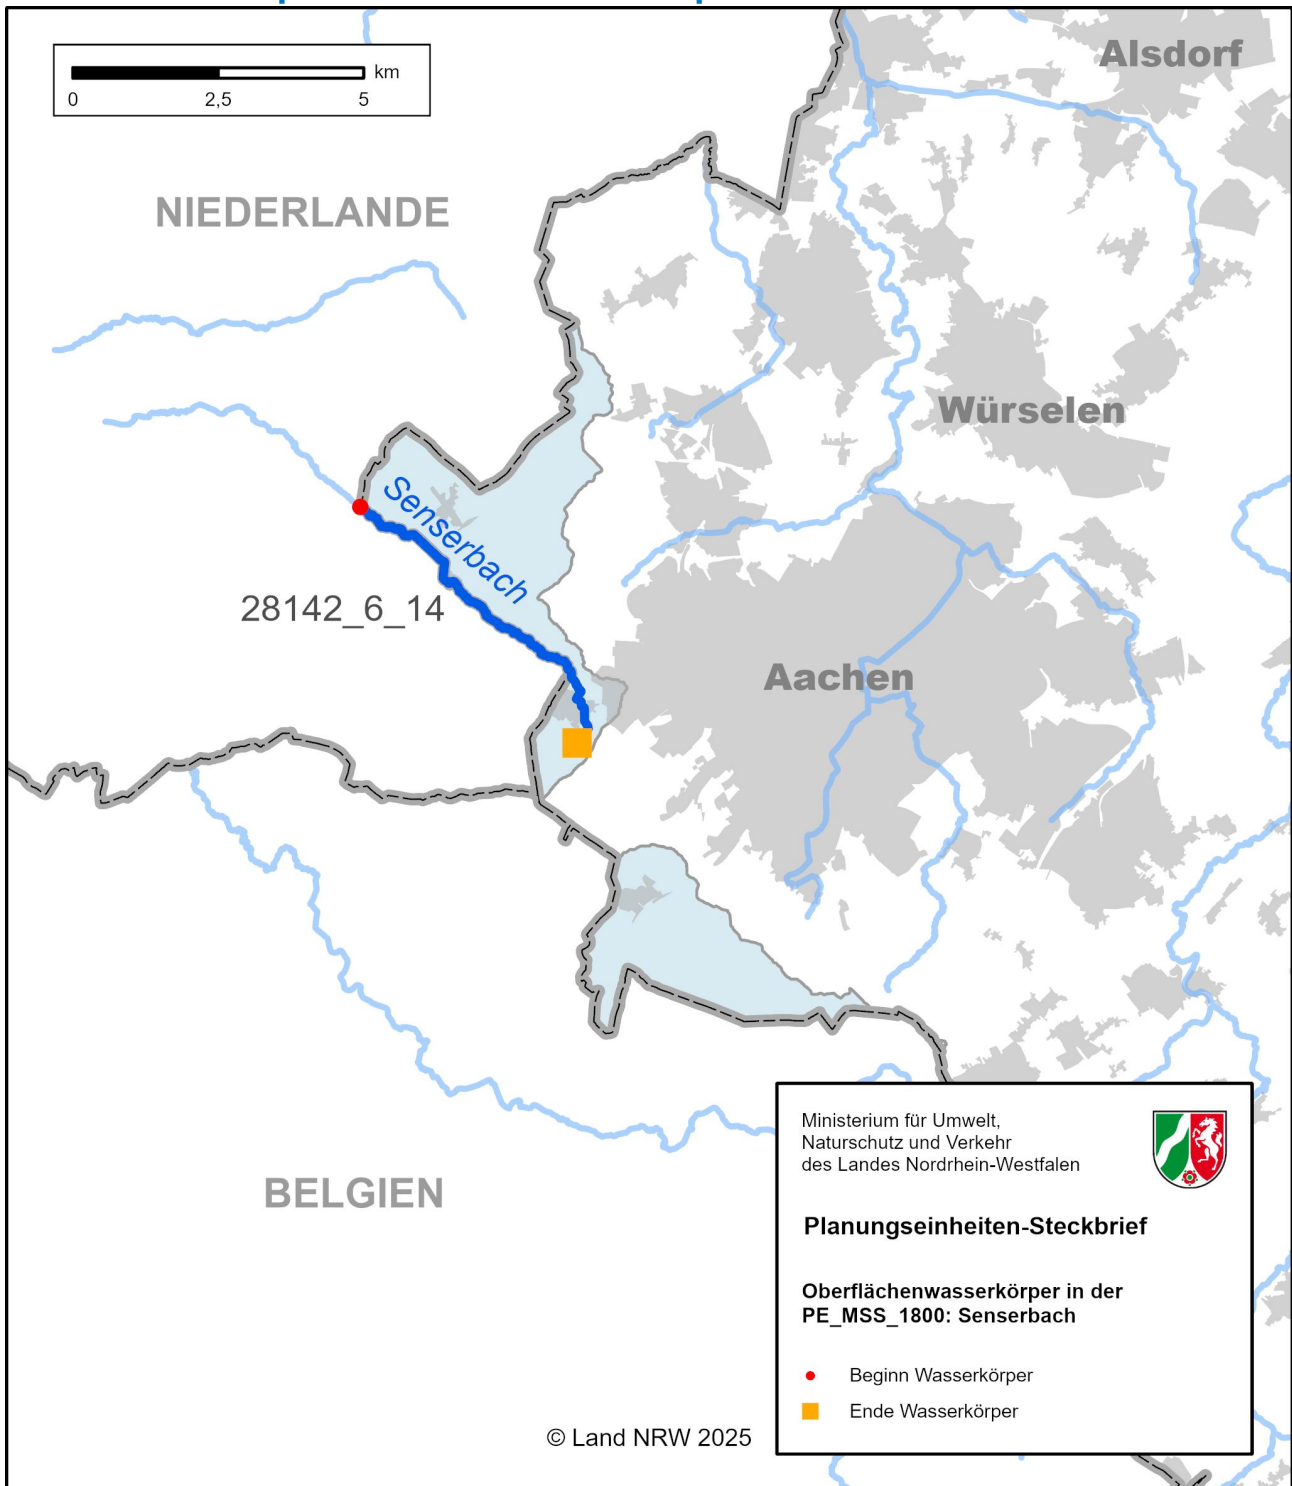 km
0 2,5 5
Alsdorf
NIEDERLANDE
Würselen
Senserbach
28142_6_14
Aachen
BELGIEN
Ministerium für Umwelt,
Naturschutz und Verkehr
des Landes Nordrhein-Westfalen
Planungseinheiten-Steckbrief
Oberflächenwasserkörper in der
PE_MSS_1800: Senserbach
Beginn Wasserkörper
Ende Wasserkörper
© Land NRW 2025